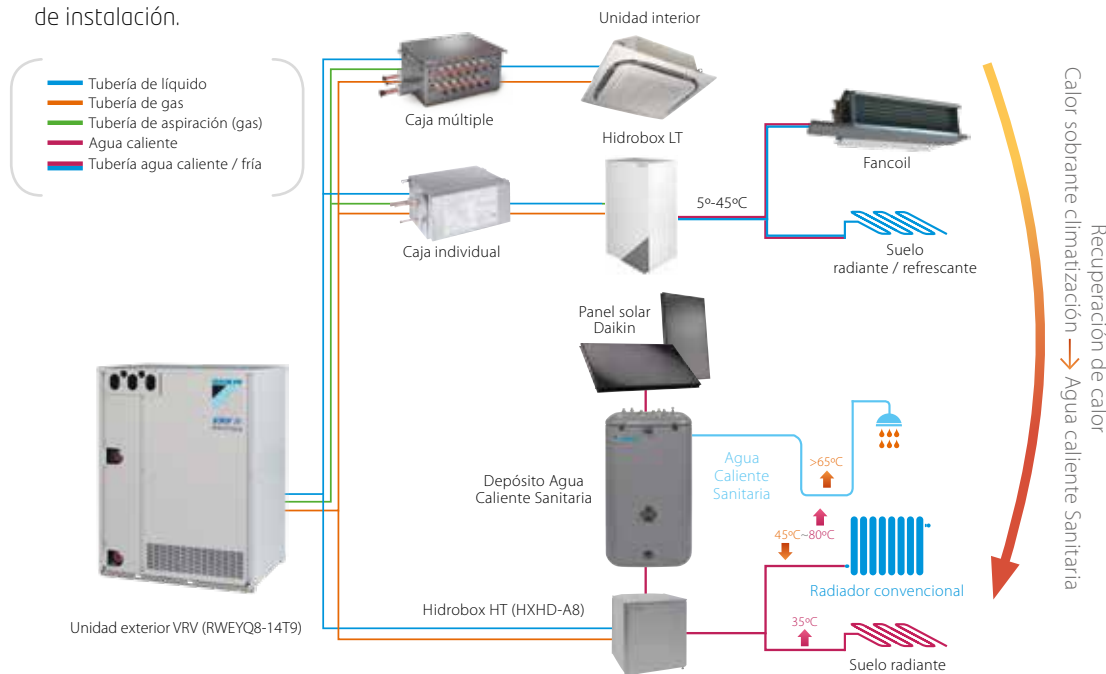 de instalación.
Tubería de líquido
Tubería de gas
Tubería de aspiración (gas)
Agua caliente
Tubería agua caliente / fría
Caja múltiple
Unidad interior
Caja individual
Hidrobox LT
5º-45ºC
Fancoil
Suelo
radiante / refrescante
Panel solar
Daikin
Depósito Agua
Caliente Sanitaria
Agua
Caliente
Sanitaria
>65ºC
45ºC~80ºC
Radiador convencional
Hidrobox HT (HXHD-A8)
35ºC
Suelo radiante
Unidad exterior VRV (RWEYQ8-14T9)
Recuperación de calor
Calor sobrante climatización → Agua caliente Sanitaria